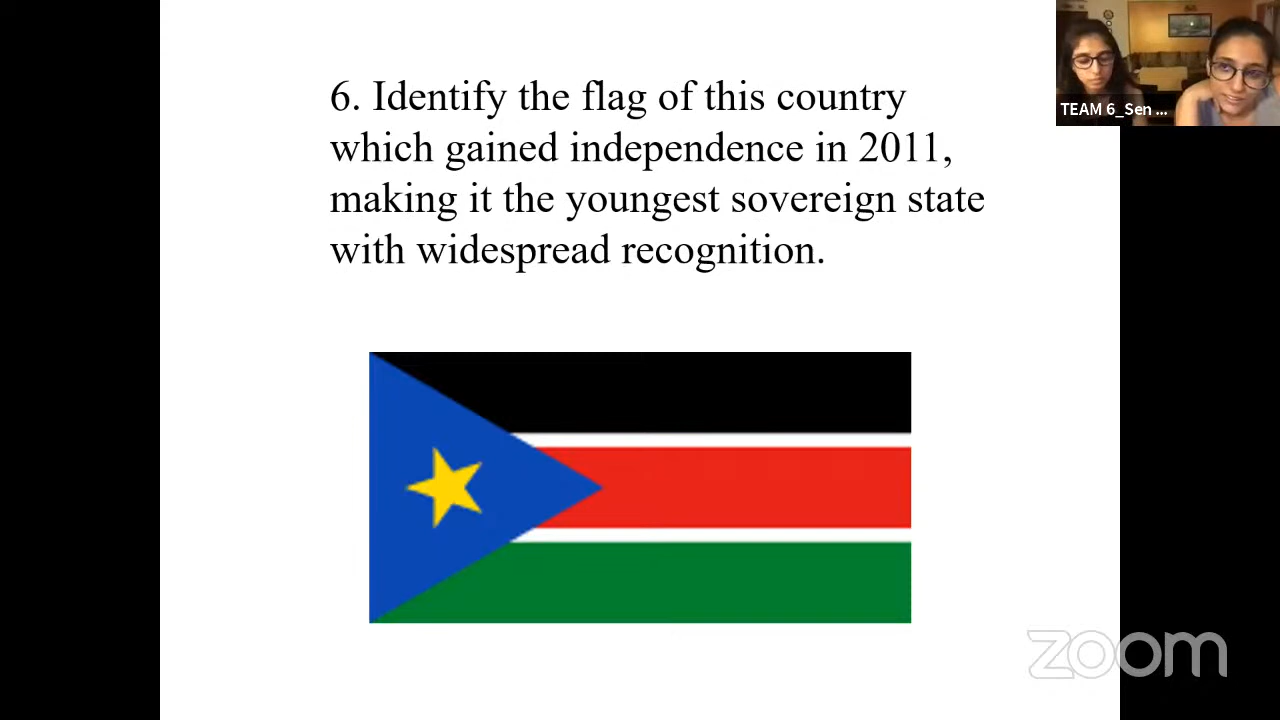 6. Identify the flag of this country
which gained independence in 2011,
making it the youngest sovereign state
with widespread recognition.
TEAM 6_Sen ...
zoom